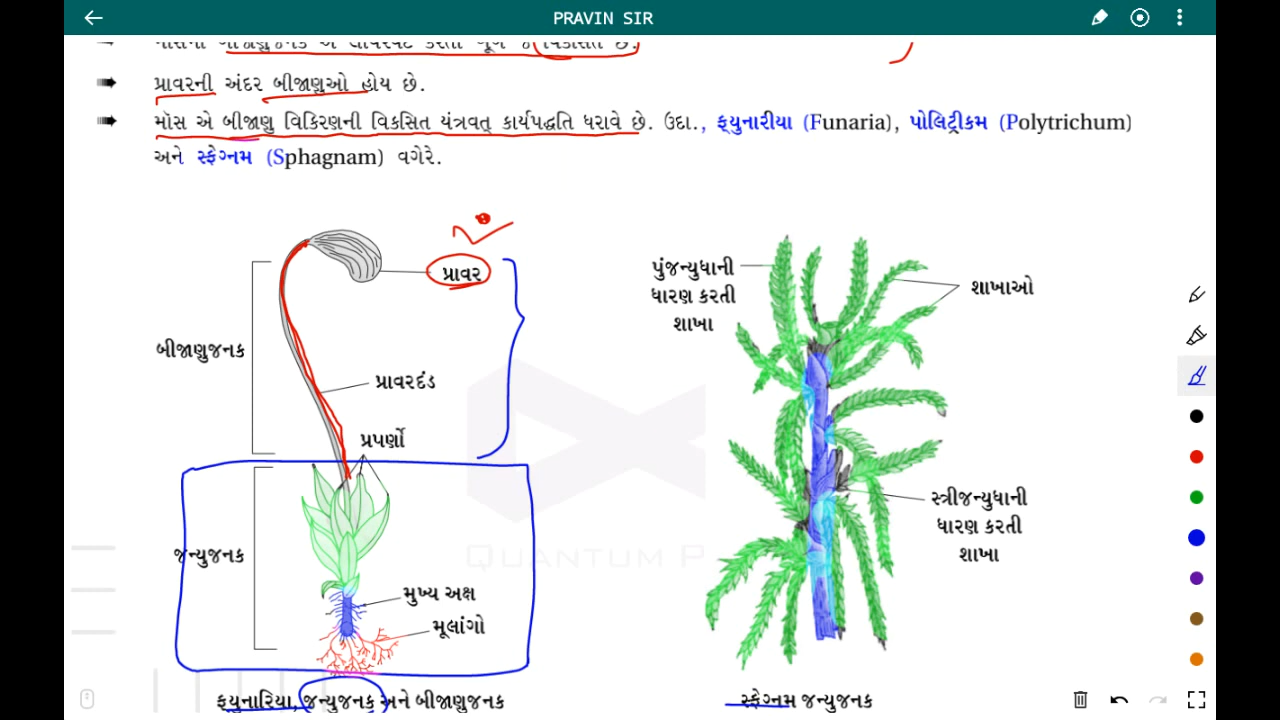 PRAVIN SIR
પ્રાવરની અંદર બીજાણુઓ હોય છે.
મૉસ એ બીજાણુ વિકિરણની વિકસિત યંત્રવત્ કાર્યપદ્ધતિ ધરાવે છે. ઉદા., ફ્યુનારીયા (Funaria), પોલિટ્રીકમ (Polytrichum)
અને સ્ફેગ્નમ (Sphagnam) વગેરે.
પ્રાવર
બીજાણુજનક
પ્રાવરદંડ
પ્રપર્ણો
જન્યુજનક
મુખ્ય અક્ષ
મૂલાંગો
ફ્યુનારિયા, જન્યુજનક અને બીજાણુજનક
પુંજન્યુધાની
ધારણ કરતી
શાખા
શાખાઓ
સ્ત્રીજન્યુધાની
ધારણ કરતી
શાખા
સ્ફેગ્નમ જન્યુજનક
QUANTUM P